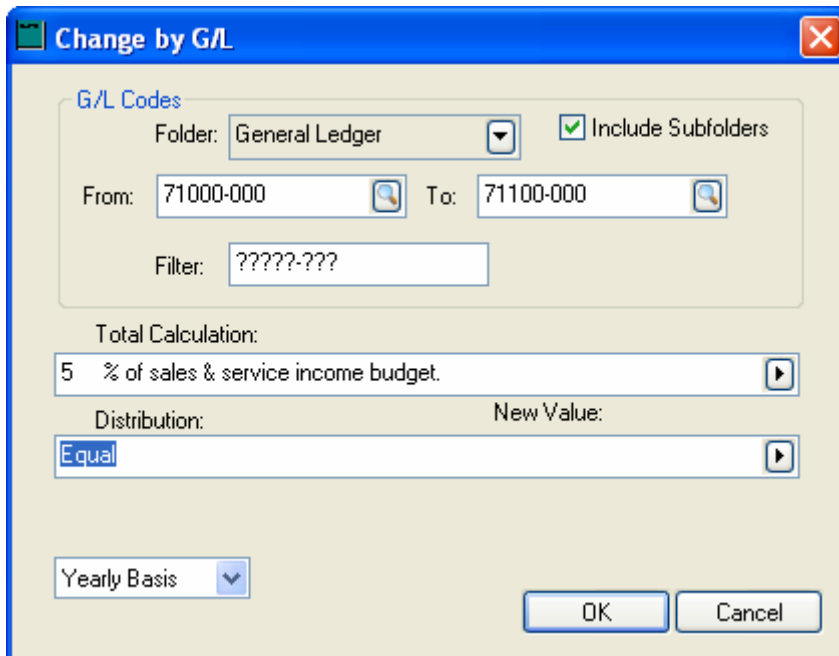 Change by G/L
G/L Codes
Folder: General Ledger Include Subfolders
From: 71000-000 To: 71100-000
Filter: ?????-???
Total Calculation:
5 % of sales & service income budget.
Distribution: New Value:
Equal
Yearly Basis
OK Cancel